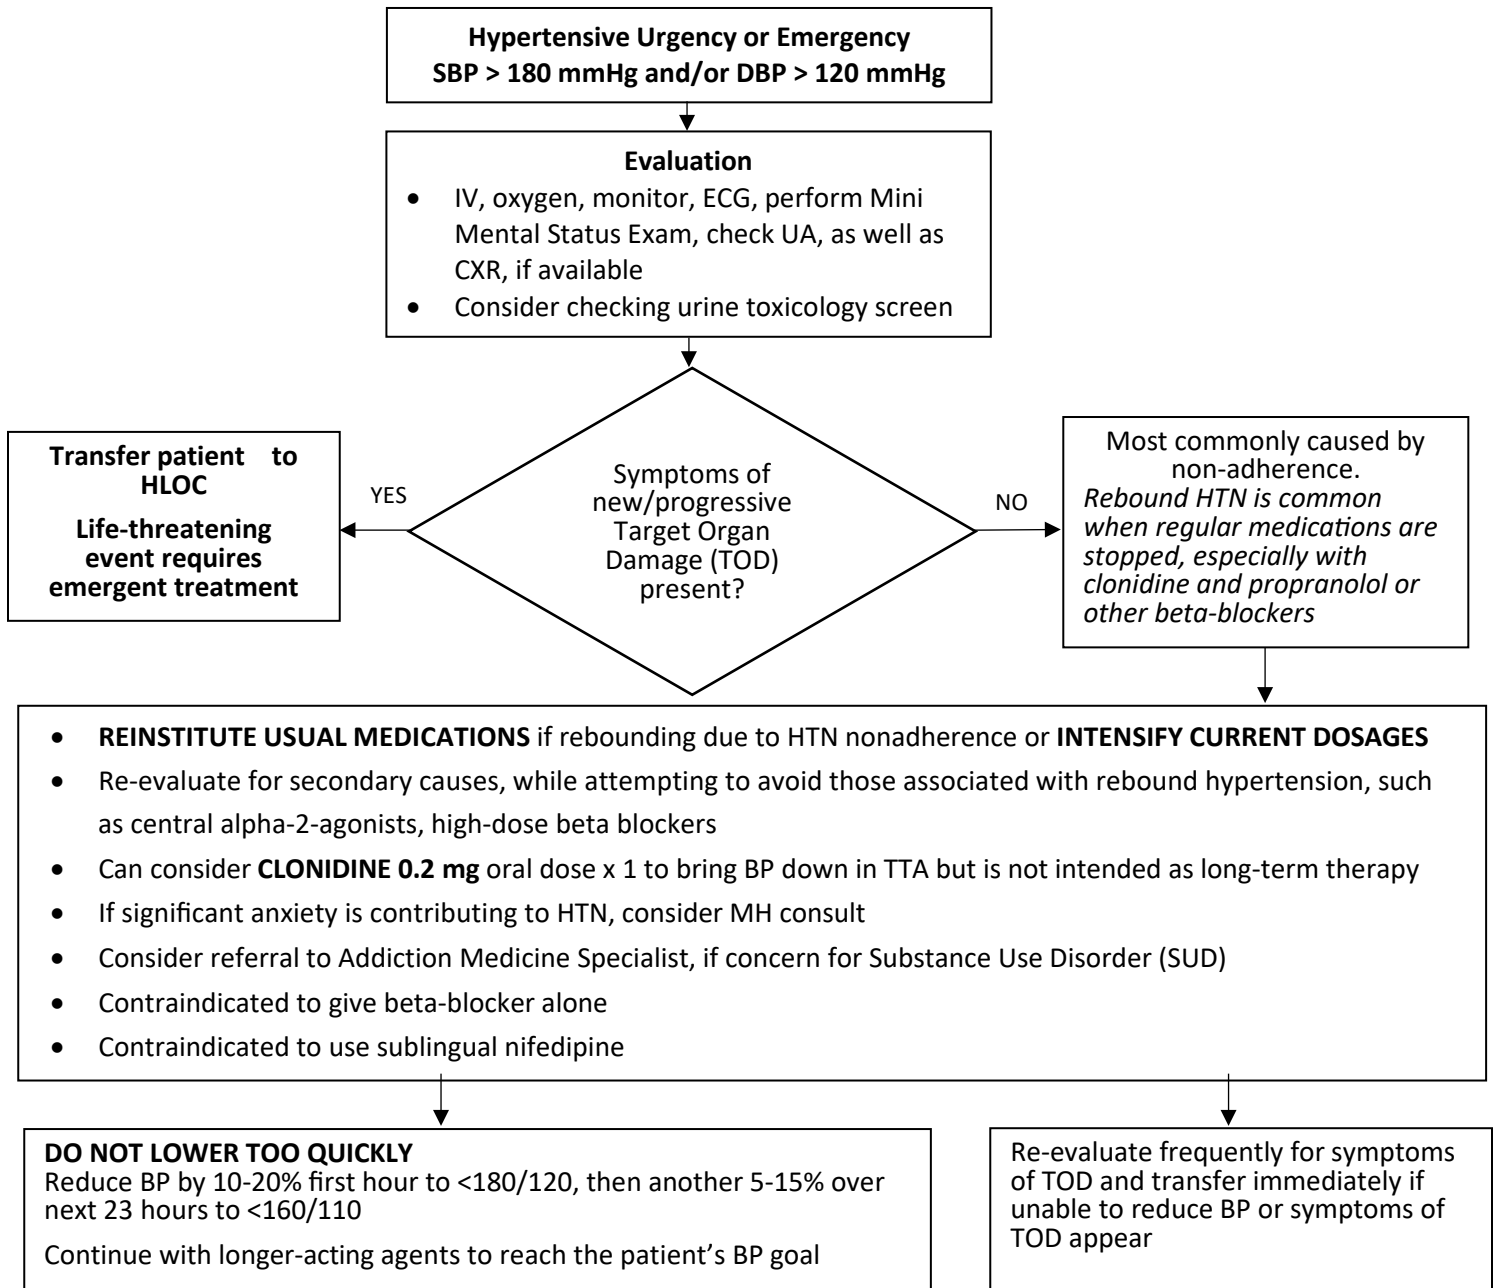 Hypertensive Urgency or Emergency
SBP > 180 mmHg and/or DBP > 120 mmHg
Evaluation
• IV, oxygen, monitor, ECG, perform Mini
Mental Status Exam, check UA, as well as
CXR, if available
• Consider checking urine toxicology screen
Transfer patient to
HLOC
Life-threatening
event requires
emergent treatment
YES
Symptoms of
new/progressive
Target Organ
Damage (TOD)
present?
NO
Most commonly caused by
non-adherence.
Rebound HTN is common
when regular medications are
stopped, especially with
clonidine and propranolol or
other beta-blockers
• REINSTITUTE USUAL MEDICATIONS if rebounding due to HTN nonadherence or INTENSIFY CURRENT DOSAGES
• Re-evaluate for secondary causes, while attempting to avoid those associated with rebound hypertension, such
as central alpha-2-agonists, high-dose beta blockers
• Can consider CLONIDINE 0.2 mg oral dose x 1 to bring BP down in TTA but is not intended as long-term therapy
• If significant anxiety is contributing to HTN, consider MH consult
• Consider referral to Addiction Medicine Specialist, if concern for Substance Use Disorder (SUD)
• Contraindicated to give beta-blocker alone
• Contraindicated to use sublingual nifedipine
DO NOT LOWER TOO QUICKLY
Reduce BP by 10-20% first hour to <180/120, then another 5-15% over
next 23 hours to <160/110
Continue with longer-acting agents to reach the patient's BP goal
Re-evaluate frequently for symptoms
of TOD and transfer immediately if
unable to reduce BP or symptoms of
TOD appear